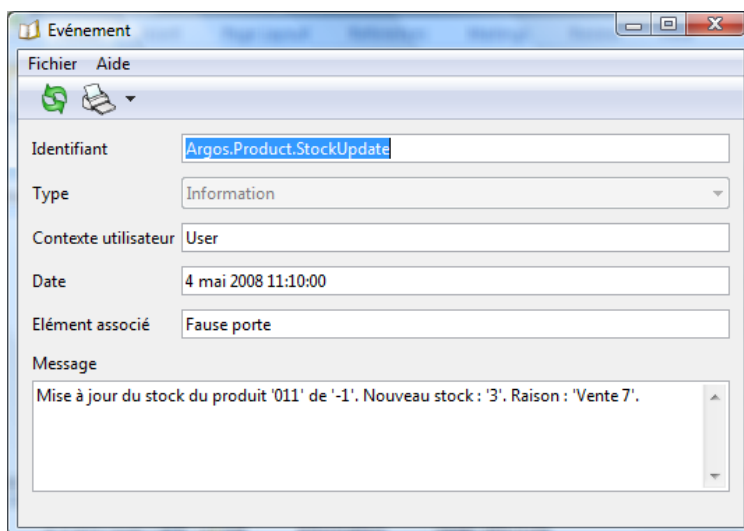 Evénement
Fichier Aide
Identifiant Argos.Product.StockUpdate
Type Information
Contexte utilisateur User
Date 4 mai 2008 11:10:00
Elément associé Fause porte
Message
Mise à jour du stock du produit '011' de '-1'. Nouveau stock : '3'. Raison : 'Vente 7'.